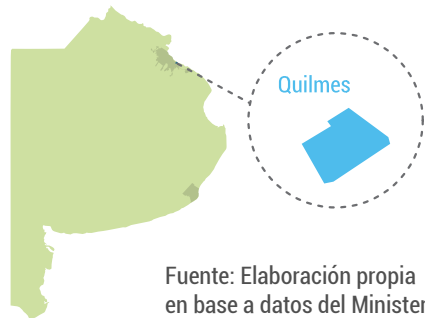 Quilmes
Fuente: Elaboración propia
en base a datos del Minister